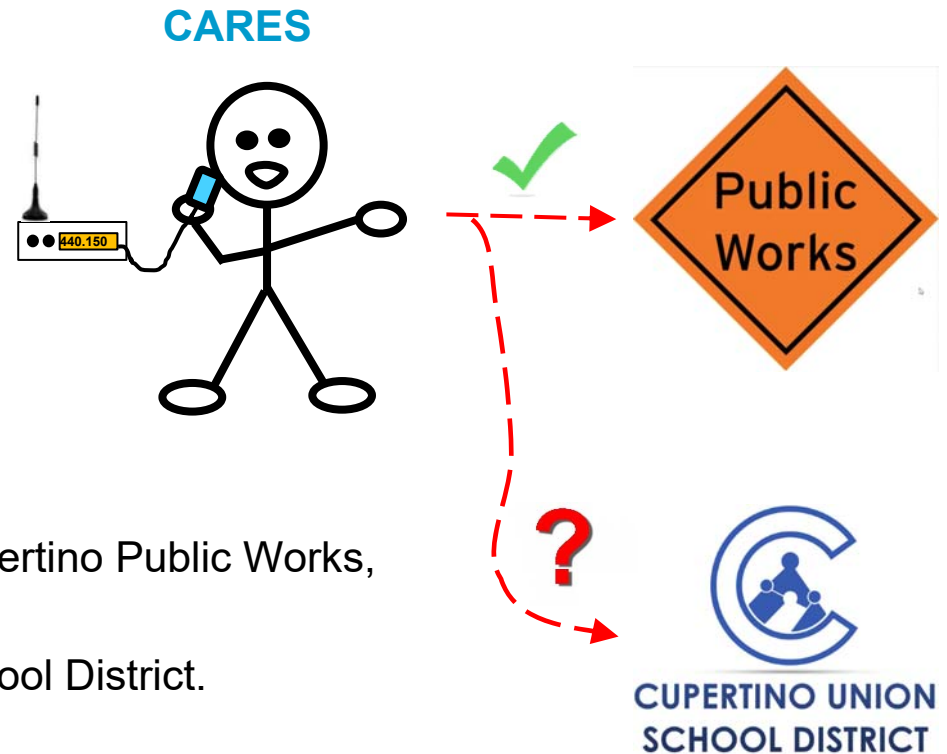 CARES
440.150
Public
Works
ertino Public Works,
?
ool District.
CUPERTINO UNION
SCHOOL DISTRICT